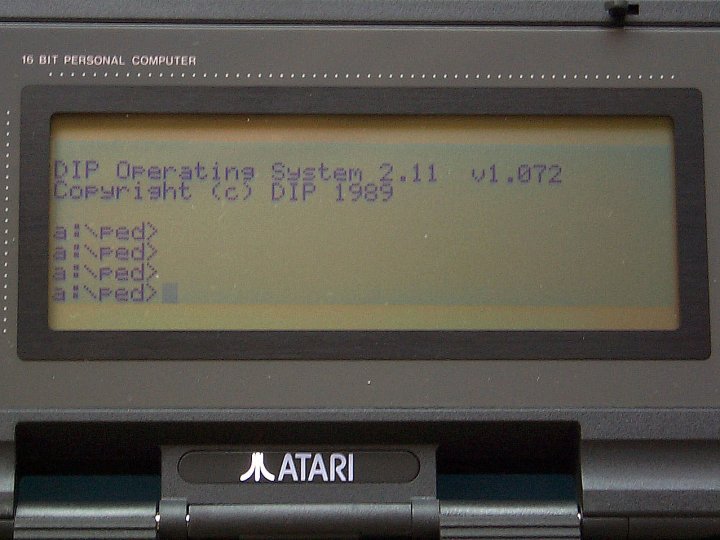 16 BIT PERSONAL COMPUTER
DIP Operating System 2.11 v1.072
Copyright (c) DIP 1989
a:\ped>
a:\ped>
a:\ped>
a:\ped>
ATARI